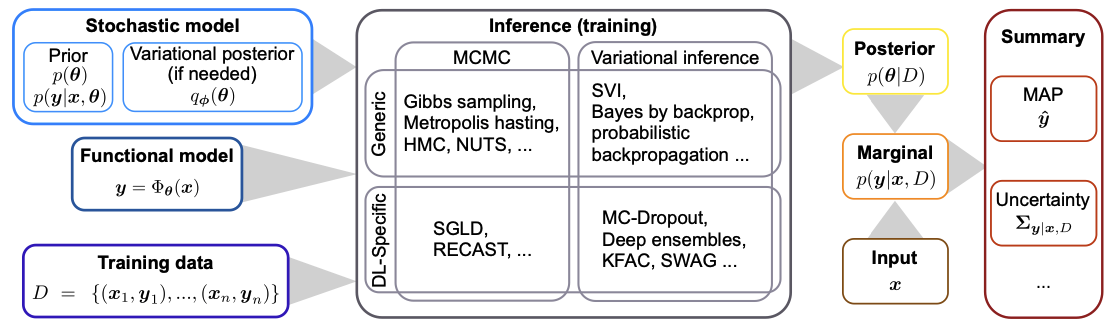 Stochastic model
Prior
p(θ)
p(y|x, θ)
Variational posterior
(if needed)
qϕ(θ)
Functional model
y = Φθ(x)
Training data
D = {(x1, y1), ..., (xn, yn)}
Inference (training)
MCMC
Variational inference
Generic
Gibbs sampling,
Metropolis hasting,
HMC, NUTS, ...
SVI,
Bayes by backprop,
probabilistic
backpropagation ...
DL-Specific
SGLD,
RECAST, ...
MC-Dropout,
Deep ensembles,
KFAC, SWAG ...
Posterior
p(θ|D)
Marginal
p(y|x, D)
Input
x
Summary
MAP
ŷ
Uncertainty
Σy|x,D
...